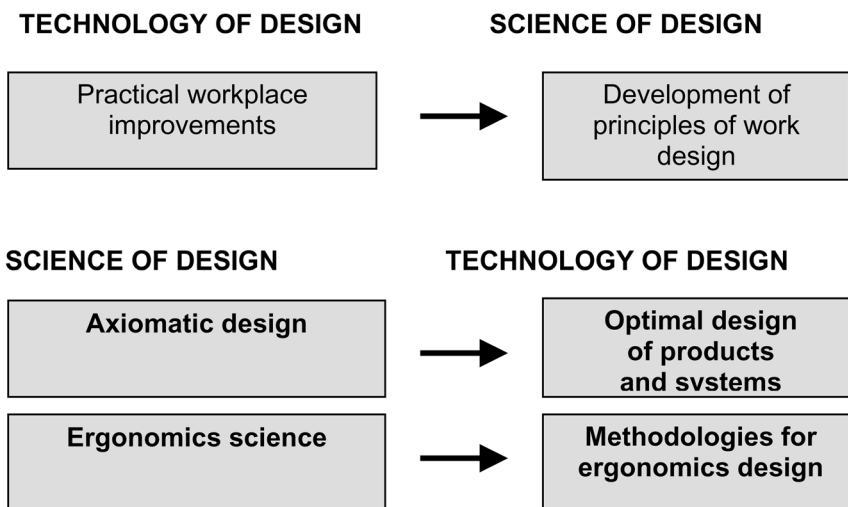 TECHNOLOGY OF DESIGN
SCIENCE OF DESIGN
Practical workplace
improvements
Development of
principles of work
design
SCIENCE OF DESIGN
TECHNOLOGY OF DESIGN
Axiomatic design
Optimal design
of products
and systems
Ergonomics science
Methodologies for
ergonomics design